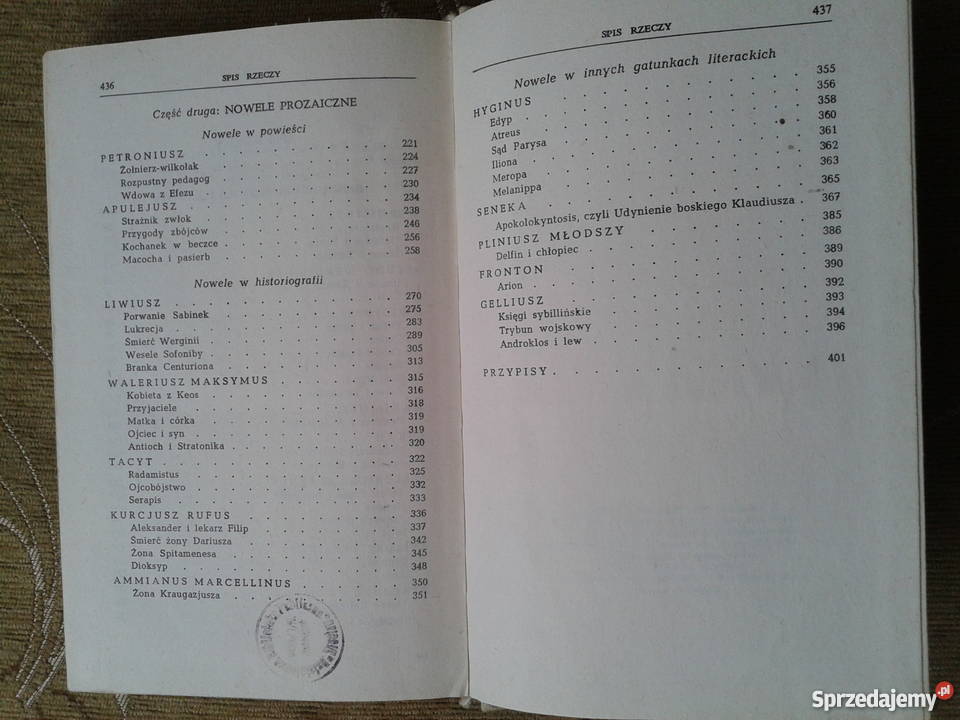 436
SPIS RZECZY
Część druga: NOWELE PROZAICZNE
Nowele w powieści
PETRONIUSZ . . . . . . . . . . . 221
Żołnierz-wilkołak . . . . . . . . . . 224
Rozpustny pedagog . . . . . . . . . . 227
Wdowa z Efezu . . . . . . . . . . 230
APULEJUSZ . . . . . . . . . . . 234
Strażnik zwłok . . . . . . . . . . 238
Przygody zbójców . . . . . . . . . . 246
Kochanek w beczce . . . . . . . . . . 256
Macocha i pasierb . . . . . . . . . . 258
Nowele w historiografii
LIWIUSZ . . . . . . . . . . . 270
Porwanie Sabinek . . . . . . . . . . 275
Lukrecja . . . . . . . . . . 283
Śmierć Werginii . . . . . . . . . . 289
Wesele Sofoniby . . . . . . . . . . 305
Branka Centuriona . . . . . . . . . . 313
WALERIUSZ MAKSYMUS . . . . . . . . 315
Kobieta z Keos . . . . . . . . . . 316
Przyjaciele . . . . . . . . . . 318
Matka i córka . . . . . . . . . . 319
Ojciec i syn . . . . . . . . . . 319
Antioch i Stratonika . . . . . . . . . . 320
TACYT . . . . . . . . . . . 322
Radamistus . . . . . . . . . . 325
Ojcobójstwo . . . . . . . . . . 332
Serapis . . . . . . . . . . 333
KURCJUSZ RUFUS . . . . . . . . . 336
Aleksander i lekarz Filip . . . . . . . . 337
Śmierć żony Dariusza . . . . . . . . 342
Żona Spitamenesa . . . . . . . . . 345
Dioksyp . . . . . . . . . . 348
AMMIANUS MARCELLINUS . . . . . . . 350
Żona Kraugazjusza . . . . . . . . . 351
SPIS RZECZY
437
Nowele w innych gatunkach literackich
HYGINUS . . . . . . . . . . . 355
Edyp . . . . . . . . . . 356
Atreus . . . . . . . . . . 358
Sąd Parysa . . . . . . . . . . 360
Iliona . . . . . . . . . . 361
Meropa . . . . . . . . . . 362
Melanippa . . . . . . . . . . 363
SENEKA . . . . . . . . . . . 365
Apokolokyntosis, czyli Udynienie boskiego Klaudiusza . 367
PLINIUSZ MŁODSZY . . . . . . . . 385
Delfin i chłopiec . . . . . . . . . . 386
FRONTON . . . . . . . . . . . 389
Arion . . . . . . . . . . 390
GELLIUSZ . . . . . . . . . . . 392
Księgi sybillińskie . . . . . . . . . . 393
Trybun wojskowy . . . . . . . . . . 394
Androklos i lew . . . . . . . . . . 396
PRZYPISY . . . . . . . . . . . 401
Sprzedajemy.pl